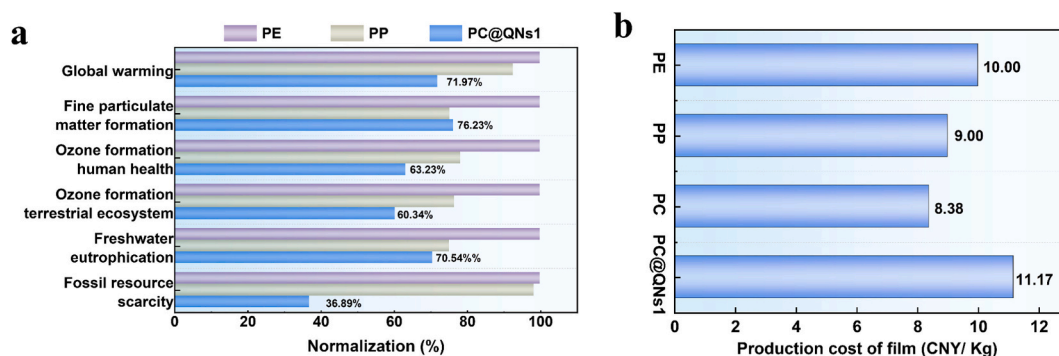 a
PE PP PC@QNs1
Global warming
71.97%
Fine particulate
matter formation
76.23%
Ozone formation
human health
63.23%
Ozone formation
terrestrial ecosystem
60.34%
Freshwater
eutrophication
70.54%%
Fossil resource
scarcity
36.89%
0 20 40 60 80 100
Normalization (%)
b
PE
10.00
PP
9.00
PC
8.38
PC@QNs1
11.17
0 2 4 6 8 10 12
Production cost of film (CNY/ Kg)